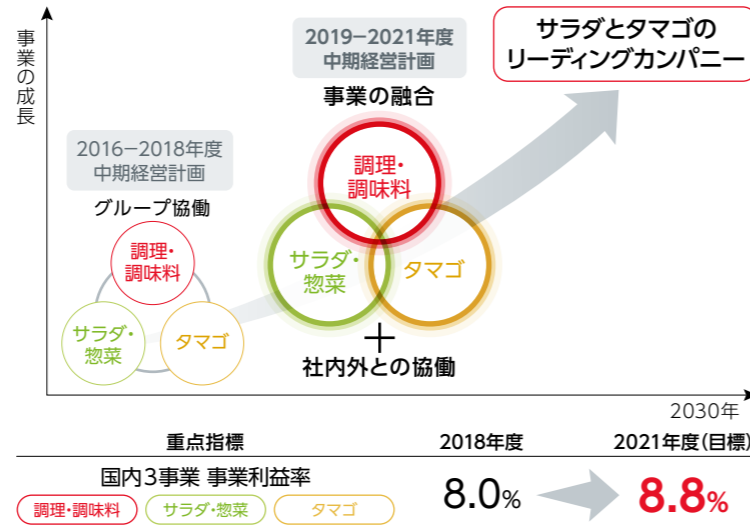 事業の成長
サラダとタマゴの
リーディングカンパニー
2019−2021年度
中期経営計画
事業の融合
調理・
調味料
サラダ・
惣菜
タマゴ
＋
社内外との協働
2016−2018年度
中期経営計画
グループ協働
調理・
調味料
サラダ・
惣菜
タマゴ
2030年
重点指標 2018年度 2021年度(目標)
国内3事業 事業利益率
調理・調味料 サラダ・惣菜 タマゴ
8.0% 8.8%